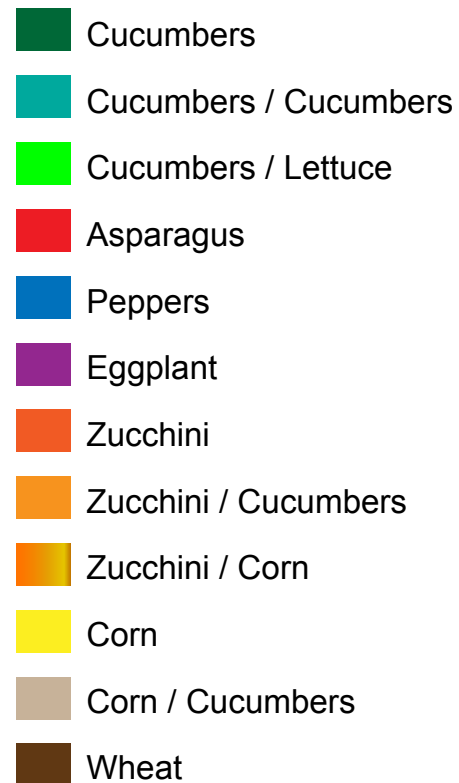 Cucumbers
Cucumbers / Cucumbers
Cucumbers / Lettuce
Asparagus
Peppers
Eggplant
Zucchini
Zucchini / Cucumbers
Zucchini / Corn
Corn
Corn / Cucumbers
Wheat